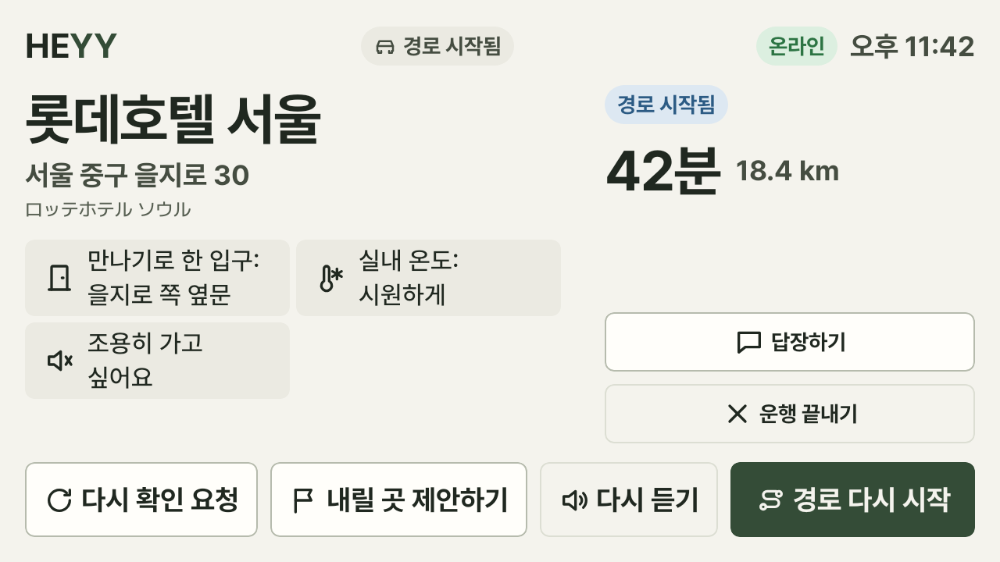 HEYY
경로 시작됨
온라인
오후 11:42
롯데호텔 서울
서울 중구 을지로 30
ロッテホテル ソウル
경로 시작됨
42분 18.4 km
만나기로 한 입구:
을지로 쪽 옆문
실내 온도:
시원하게
조용히 가고
싶어요
답장하기
운행 끝내기
다시 확인 요청
내릴 곳 제안하기
다시 듣기
경로 다시 시작